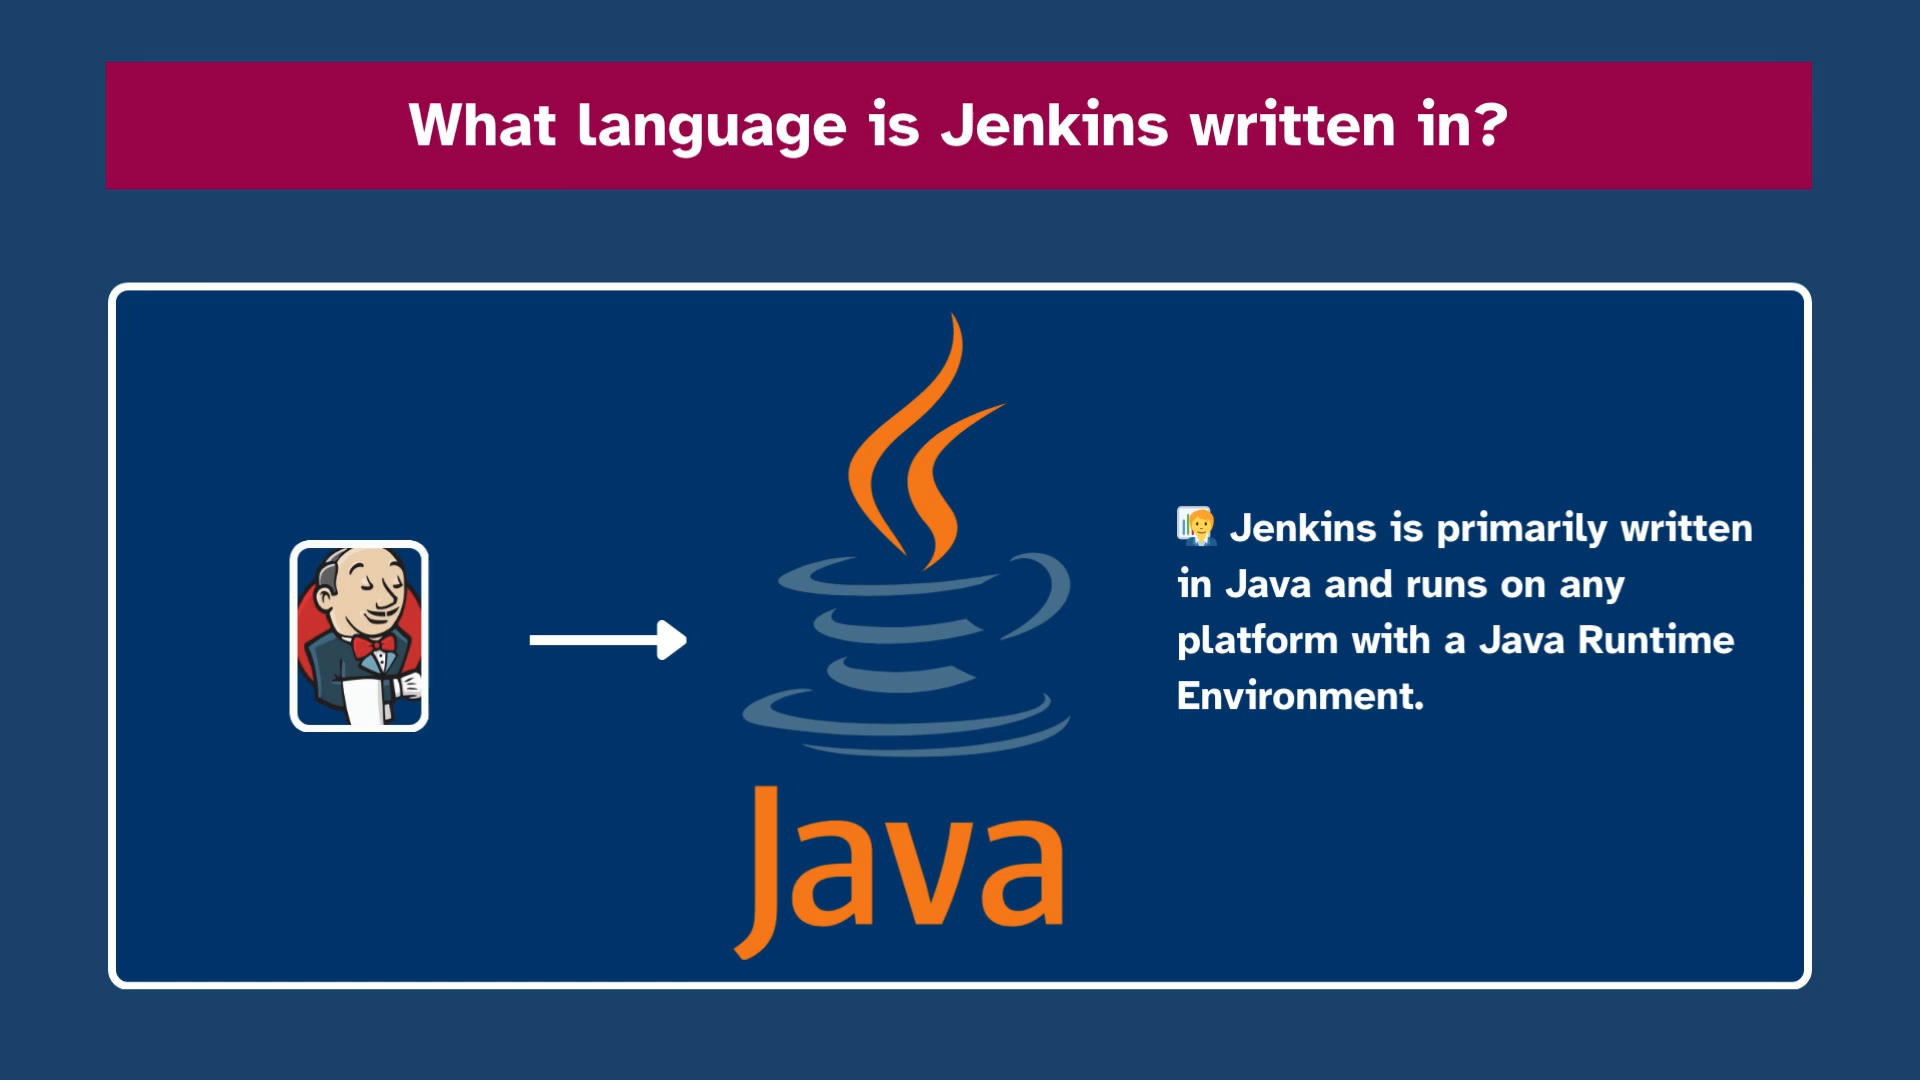 What language is Jenkins written in?
Jenkins is primarily written
in Java and runs on any
platform with a Java Runtime
Environment.
Java